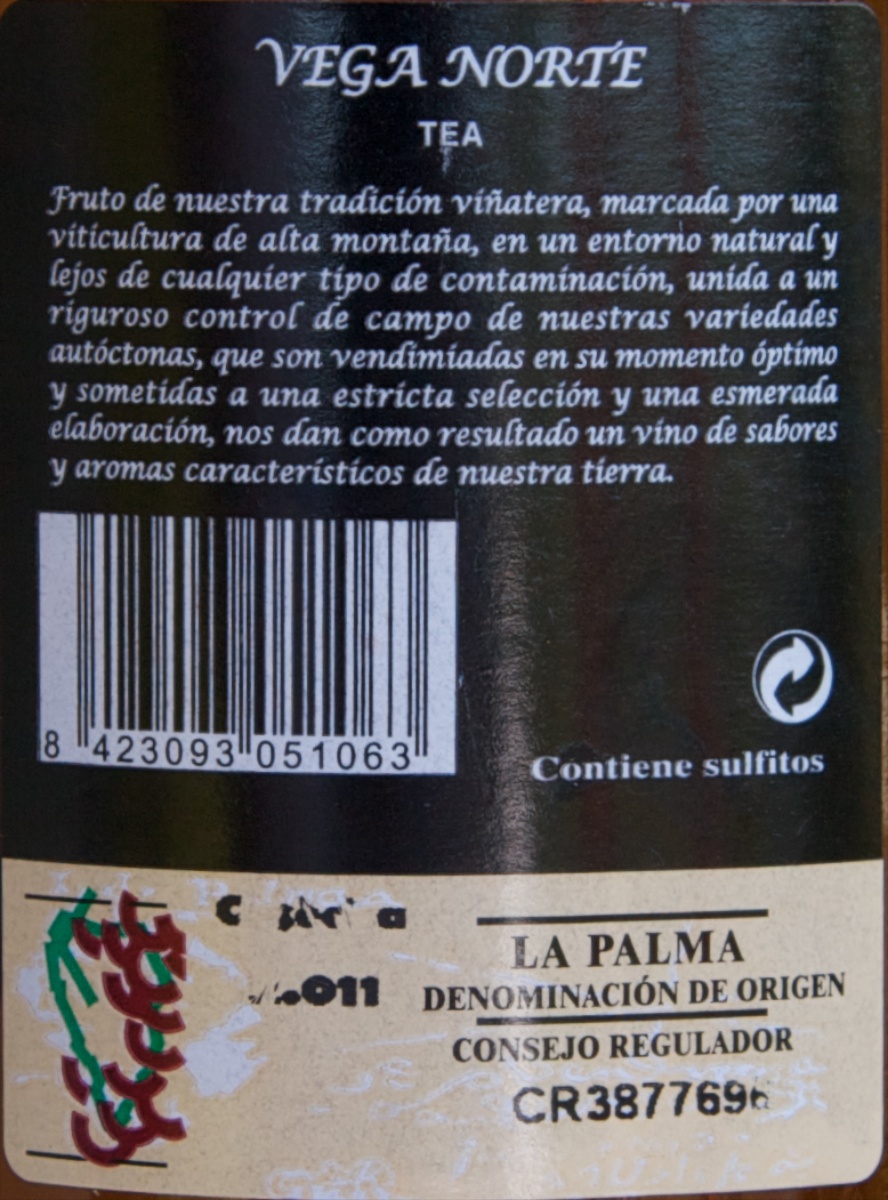 VEGA NORTE
TEA
Fruto de nuestra tradición viñatera, marcada por una
viticultura de alta montaña, en un entorno natural y
lejos de cualquier tipo de contaminación, unida a un
riguroso control de campo de nuestras variedades
autóctonas, que son vendimiadas en su momento óptimo
y sometidas a una estricta selección y una esmerada
elaboración, nos dan como resultado un vino de sabores
y aromas característicos de nuestra tierra.
8 423093 051063
Contiene sulfitos
LA PALMA
DENOMINACIÓN DE ORIGEN
CONSEJO REGULADOR